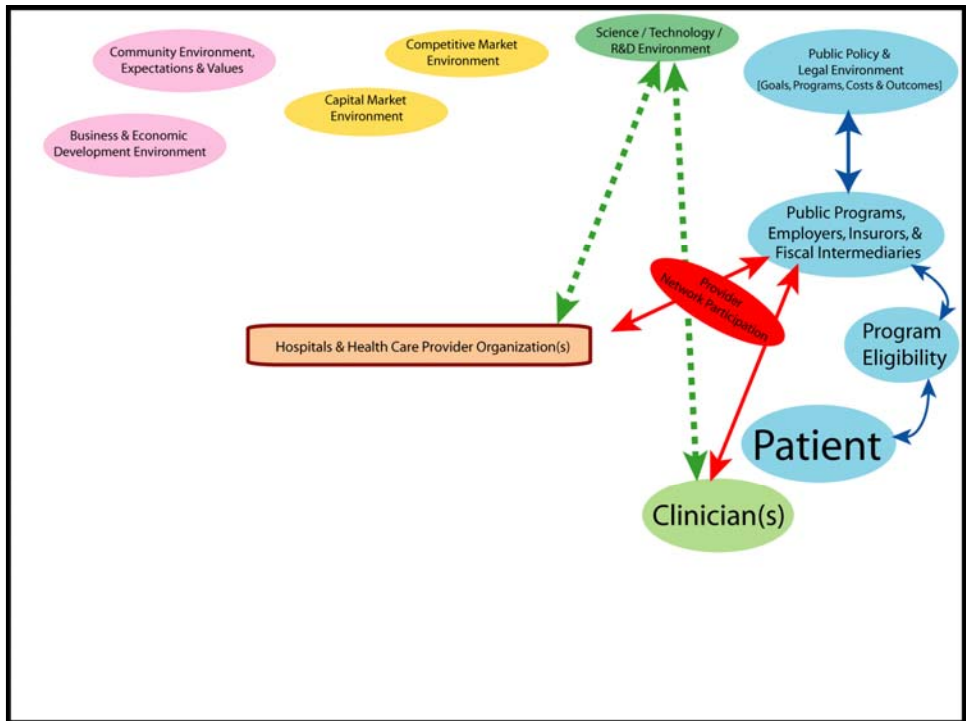 Community Environment,
Expectations & Values
Competitive Market
Environment
Science / Technology /
R&D Environment
Public Policy &
Legal Environment
[Goals, Programs, Costs & Outcomes]
Capital Market
Environment
Business & Economic
Development Environment
Public Programs,
Employers, Insurors, &
Fiscal Intermediaries
Provider
Network Participation
Hospitals & Health Care Provider Organization(s)
Program
Eligibility
Patient
Clinician(s)